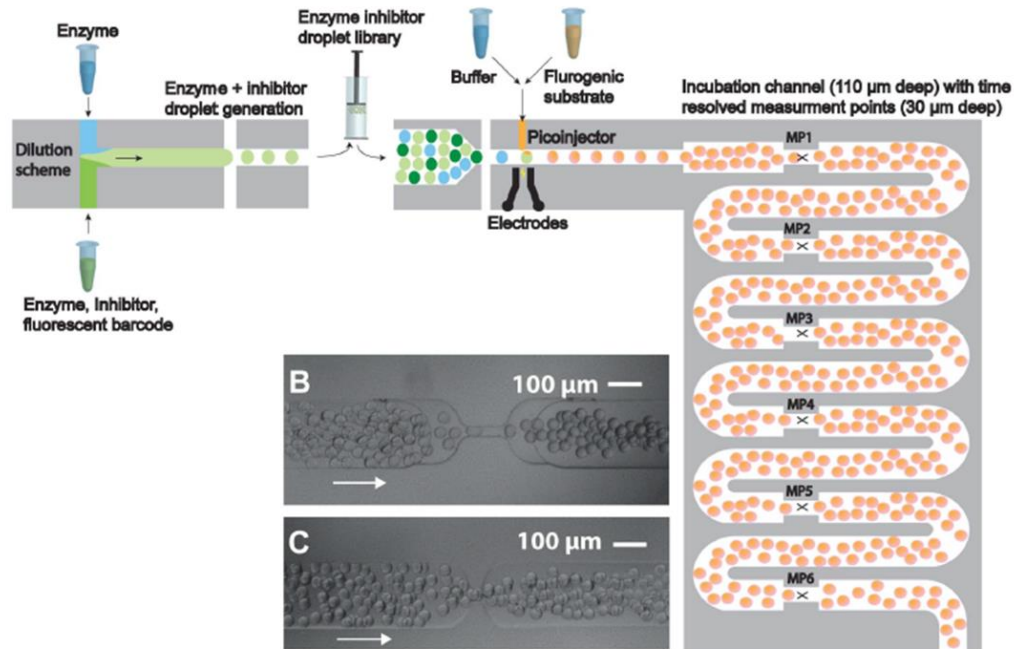 Enzyme
Enzyme + inhibitor
droplet generation
Enzyme inhibitor
droplet library
Buffer
Flurogenic
substrate
Incubation channel (110 µm deep) with time
resolved measurment points (30 µm deep)
Dilution
scheme
Picoinjector
Electrodes
Enzyme, Inhibitor,
fluorescent barcode
MP1
MP2
MP3
MP4
MP5
MP6
B
100 µm
C
100 µm